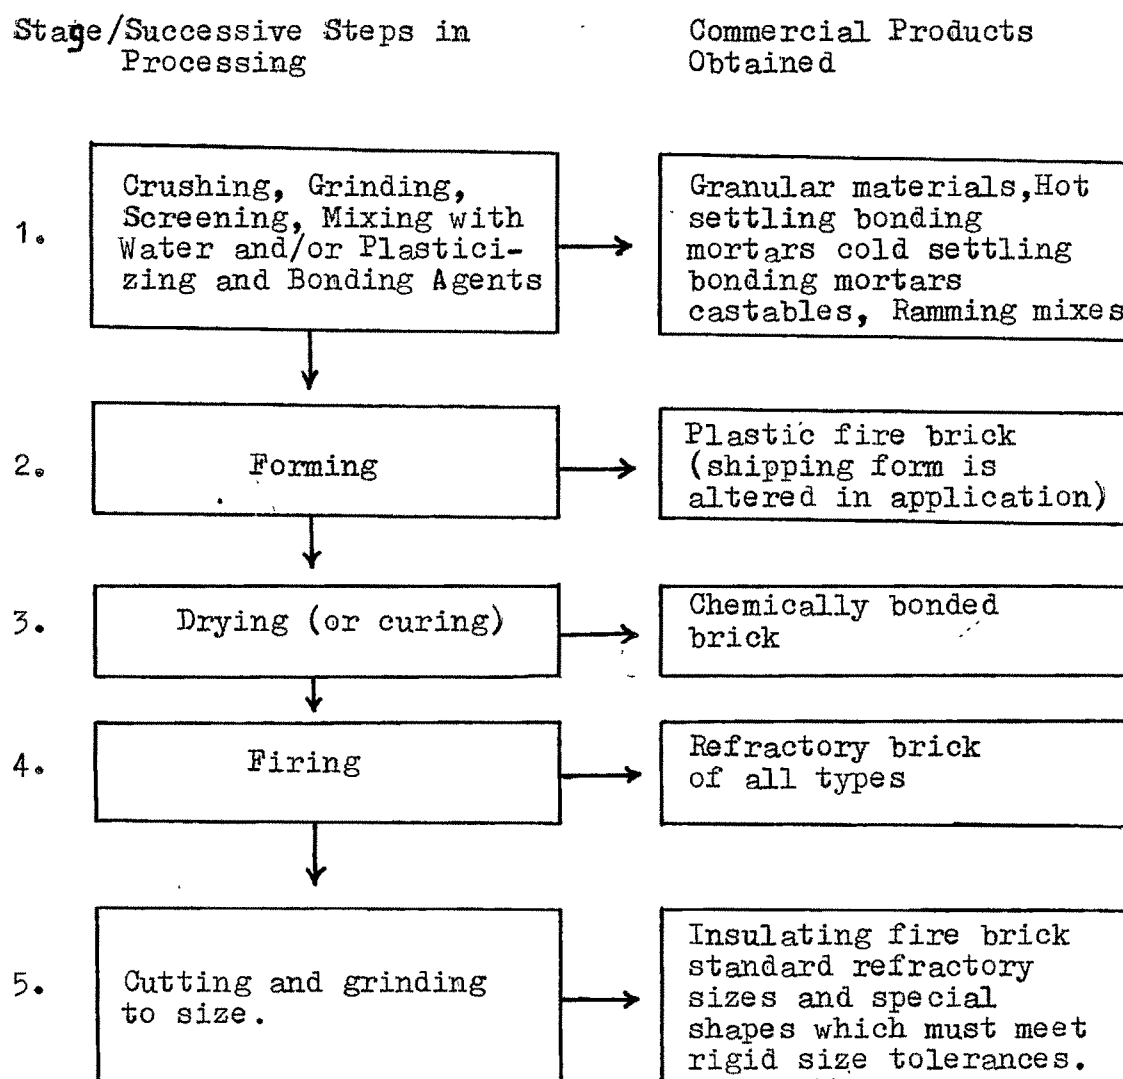 Stage/Successive Steps in
Processing
Commercial Products
Obtained
1.
Crushing, Grinding,
Screening, Mixing with
Water and/or Plastici-
zing and Bonding Agents
Granular materials,Hot
settling bonding
mortars cold settling
bonding mortars
castables, Ramming mixes
2.
Forming
Plastic fire brick
(shipping form is
altered in application)
3.
Drying (or curing)
Chemically bonded
brick
4.
Firing
Refractory brick
of all types
5.
Cutting and grinding
to size.
Insulating fire brick
standard refractory
sizes and special
shapes which must meet
rigid size tolerances.